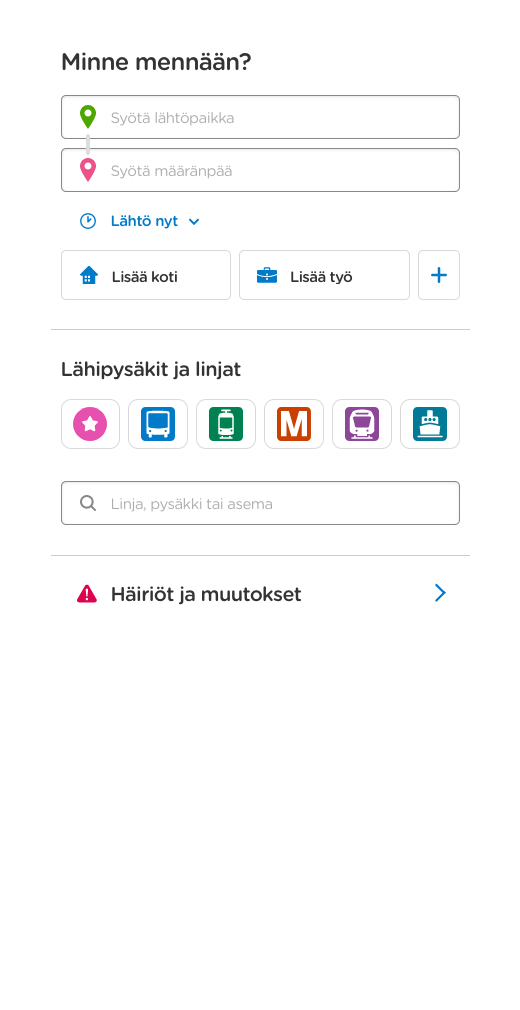 Minne mennään?
Syötä lähtöpaikka
Syötä määränpää
Lähtö nyt
Lisää koti
Lisää työ
Lähipysäkit ja linjat
M
Linja, pysäkki tai asema
Häiriöt ja muutokset